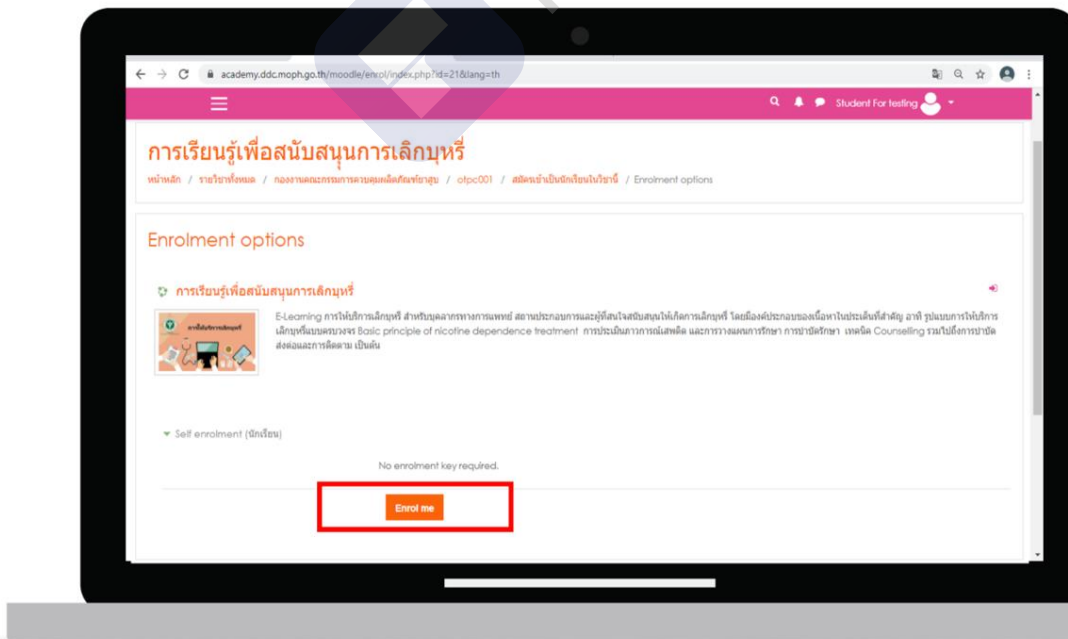 academy.ddc.moph.go.th/moodle/enrol/index.php?id=21&lang=th
Student For testing
การเรียนรู้เพื่อสนับสนุนการเลิกบุหรี่
หน้าหลัก / รายวิชาทั้งหมด / กองงานคณะกรรมการควบคุมผลิตภัณฑ์ยาสูบ / otpc001 / สมัครเข้าเป็นนักเรียนในวิชานี้ / Enrolment options
Enrolment options
การเรียนรู้เพื่อสนับสนุนการเลิกบุหรี่
E-Learning การให้บริการเลิกบุหรี่ สำหรับบุคลากรทางการแพทย์ สถานประกอบการและผู้ที่สนใจสนับสนุนให้เกิดการเลิกบุหรี่ โดยมีองค์ประกอบของเนื้อหาในประเด็นที่สำคัญ อาทิ รูปแบบการให้บริการ
เลิกบุหรี่แบบครบวงจร Basic principle of nicotine dependence treatment การประเมินภาวการณ์เสพติด และการวางแผนการรักษา การบำบัดรักษา เทคนิค Counselling รวมไปถึงการบำบัด
ส่งต่อและการติดตาม เป็นต้น
การให้บริการเลิกบุหรี่
Self enrolment (นักเรียน)
No enrolment key required.
Enrol me